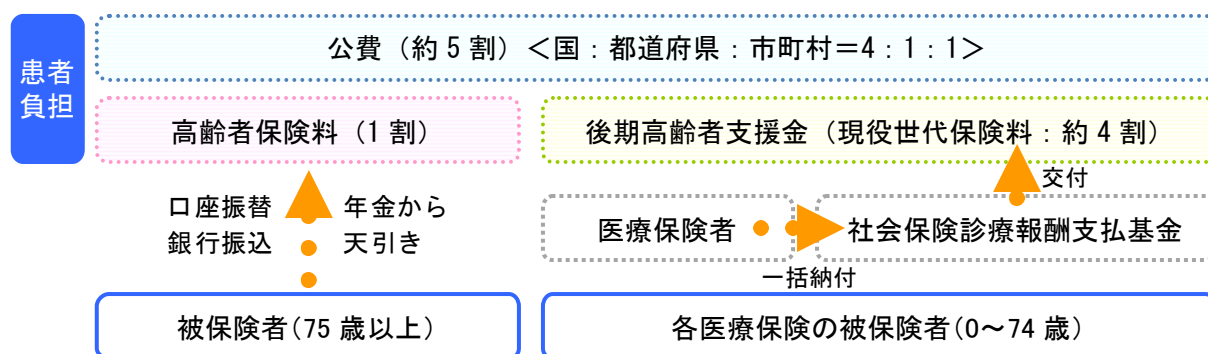 患者
負担
公費（約5割）＜国：都道府県：市町村＝4：1：1＞
高齢者保険料（1割）
後期高齢者支援金（現役世代保険料：約4割）
交付
口座振替
銀行振込
年金から
天引き
医療保険者
社会保険診療報酬支払基金
一括納付
被保険者(75歳以上)
各医療保険の被保険者(0～74歳)